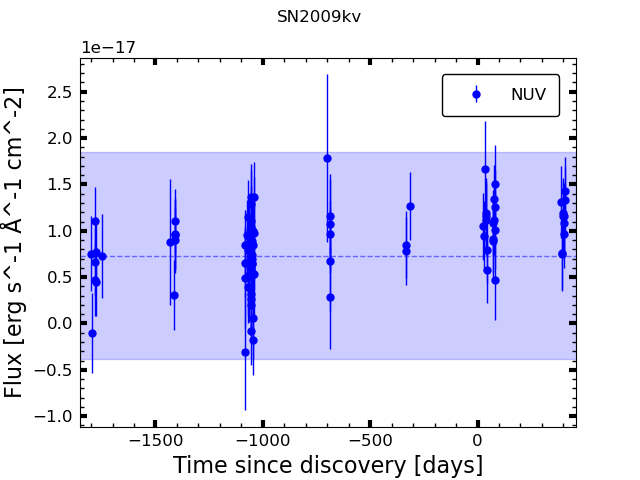 SN2009kv
1e−17
NUV
2.5
2.0
1.5
1.0
0.5
0.0
−0.5
−1.0
Flux [erg s^-1 Å^-1 cm^-2]
−1500 −1000 −500 0
Time since discovery [days]